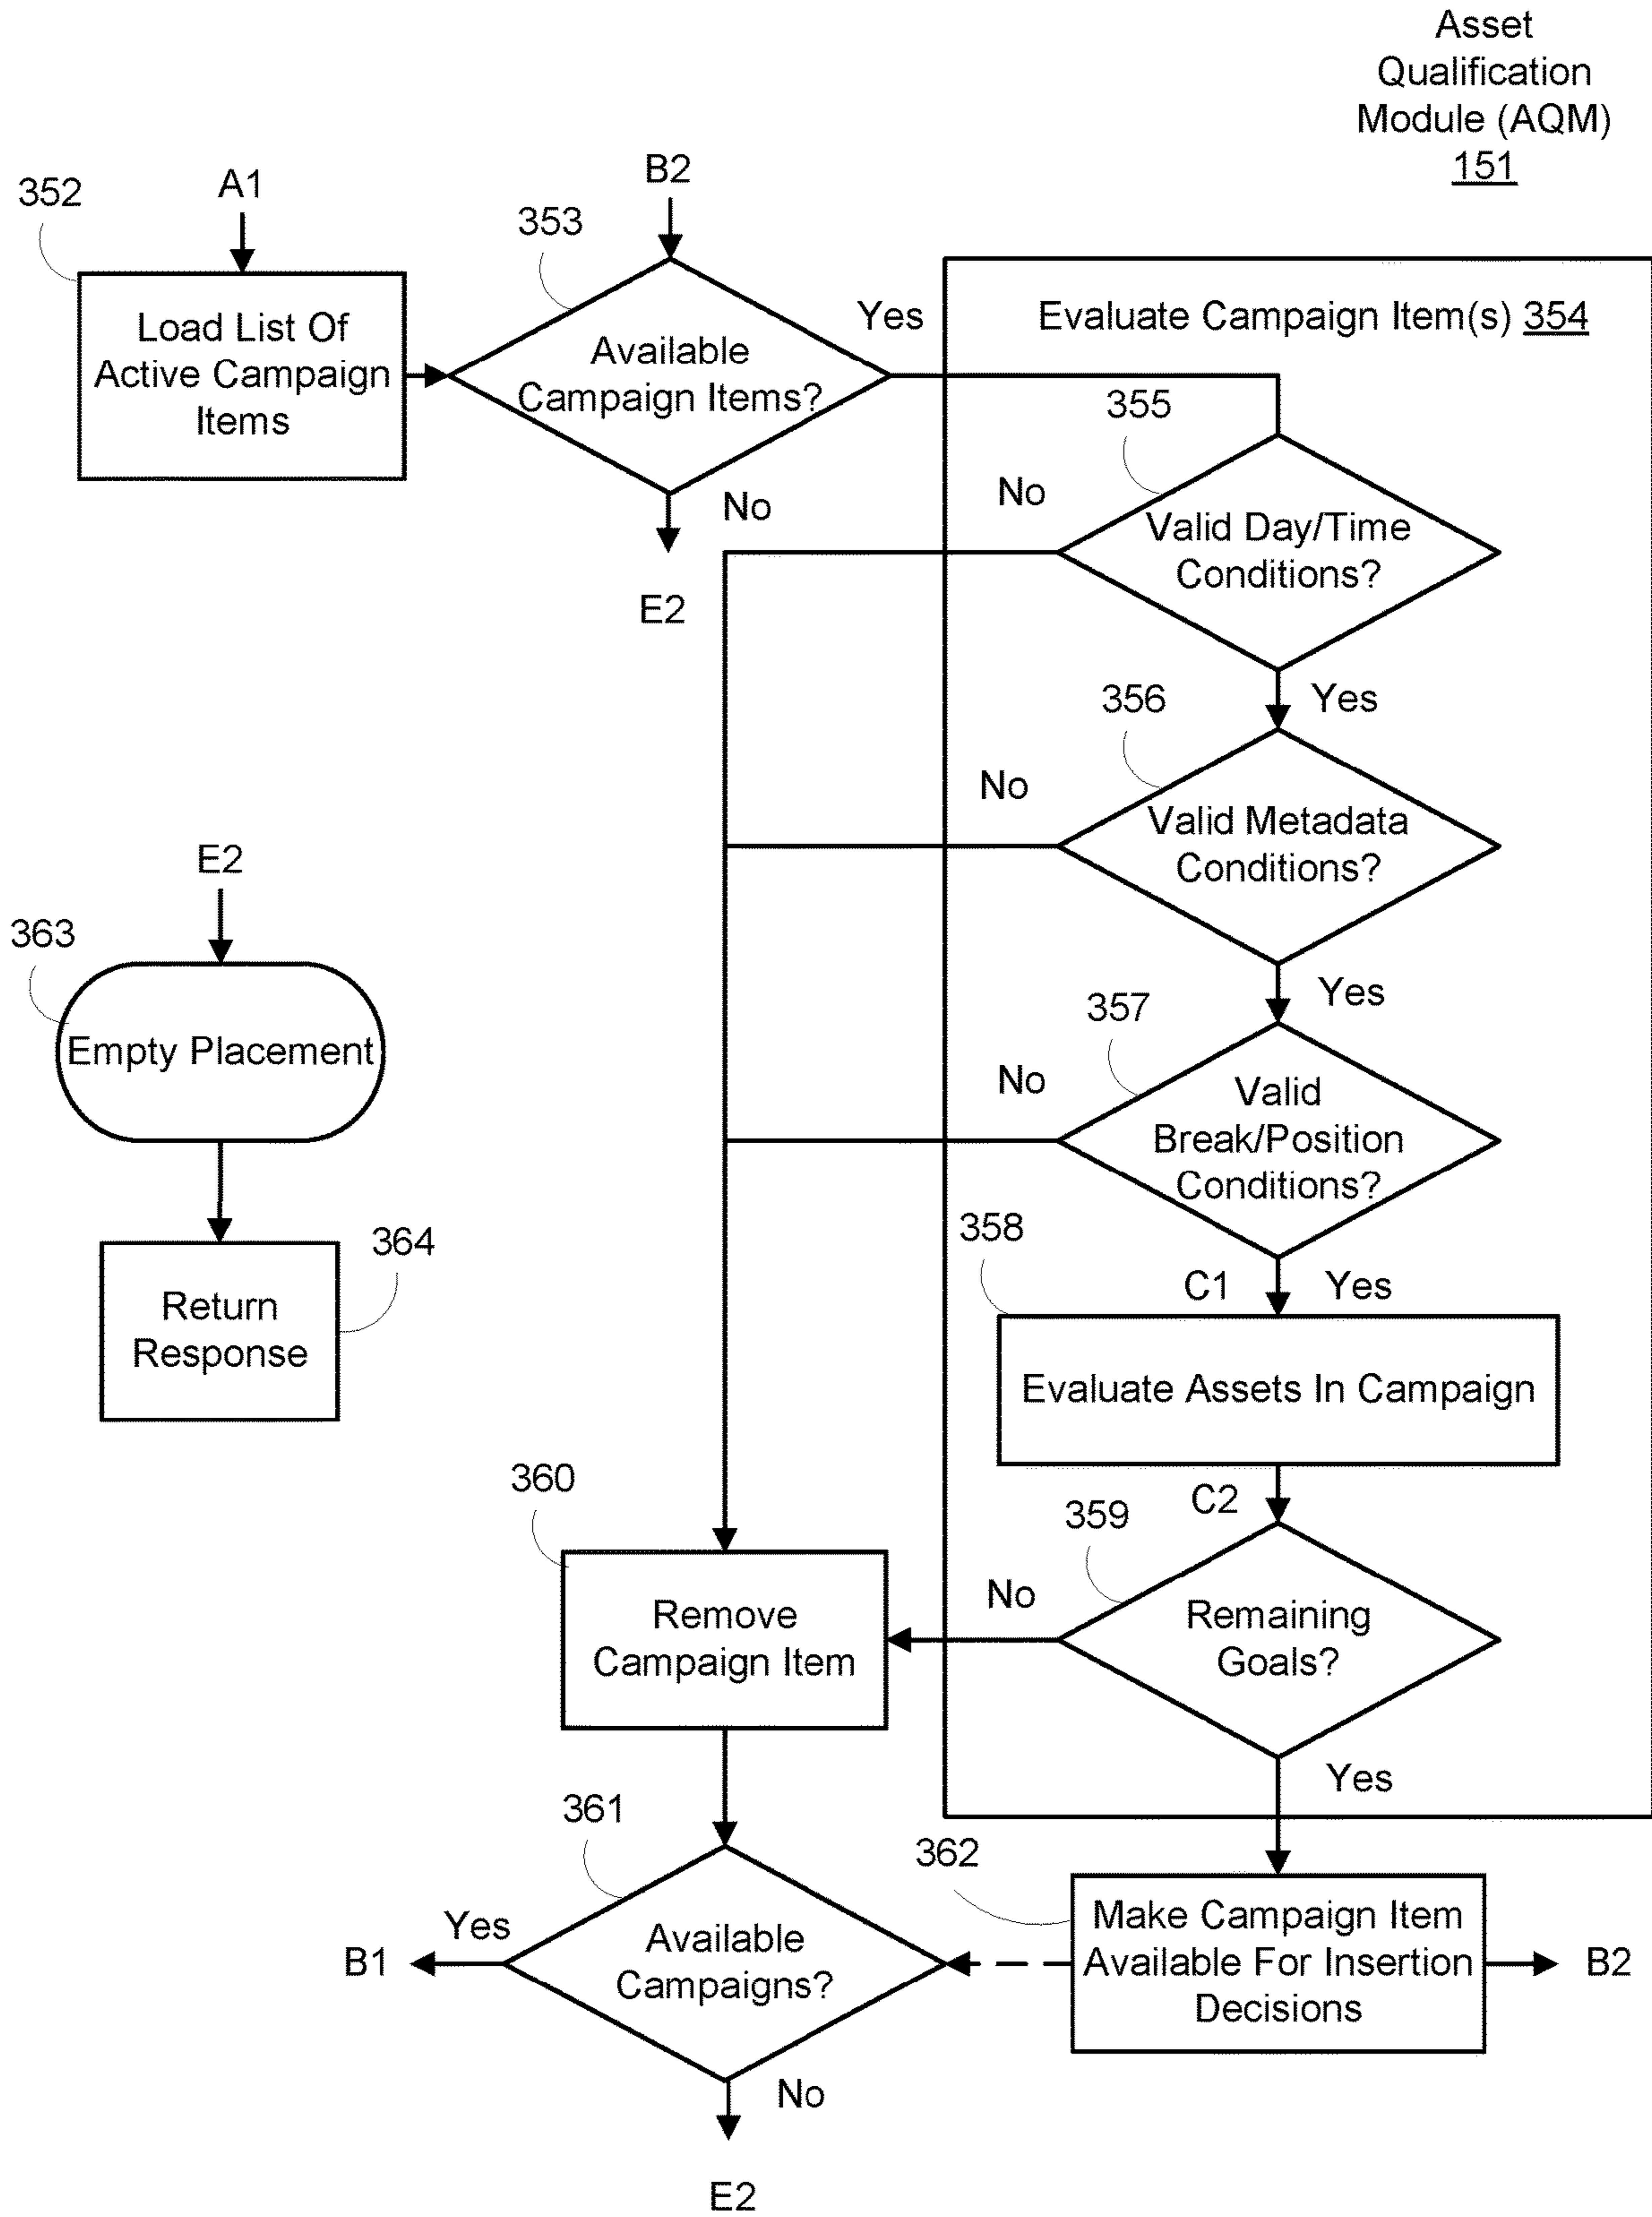 Asset
Qualification
Module (AQM)
151
352
A1
353
B2
Load List Of
Active Campaign
Items
Available
Campaign Items?
Yes
No
E2
Evaluate Campaign Item(s) 354
355
No
Valid Day/Time
Conditions?
Yes
356
No
Valid Metadata
Conditions?
Yes
357
No
Valid
Break/Position
Conditions?
E2
363
Empty Placement
364
Return
Response
358
C1
Yes
Evaluate Assets In Campaign
C2
359
No
Remaining
Goals?
Yes
360
Remove
Campaign Item
361
Yes
B1
Available
Campaigns?
No
E2
362
Make Campaign Item
Available For Insertion
Decisions
B2